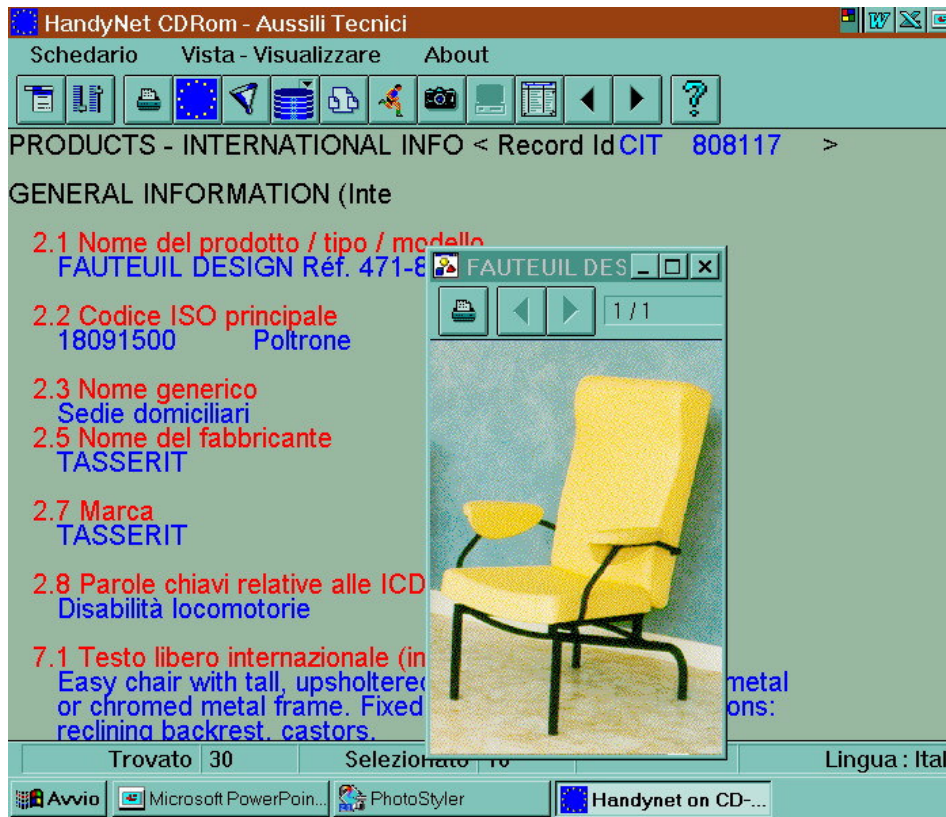 HandyNet CDRom - Aussili Tecnici
Schedario Vista - Visualizzare About
PRODUCTS - INTERNATIONAL INFO < Record Id CIT 808117 >
GENERAL INFORMATION (Inte
2.1 Nome del prodotto / tipo / modello
FAUTEUIL DESIGN Réf. 471-8
FAUTEUIL DES
1 / 1
2.2 Codice ISO principale
18091500 Poltrone
2.3 Nome generico
Sedie domiciliari
2.5 Nome del fabbricante
TASSERIT
2.7 Marca
TASSERIT
2.8 Parole chiavi relative alle ICD
Disabilità locomotorie
7.1 Testo libero internazionale (in
Easy chair with tall, upsholtered metal
or chromed metal frame. Fixed ons:
reclining backrest, castors.
Trovato 30 Selezionato 10 Lingua : Ital
Avvio Microsoft PowerPoin... PhotoStyler Handynet on CD-...